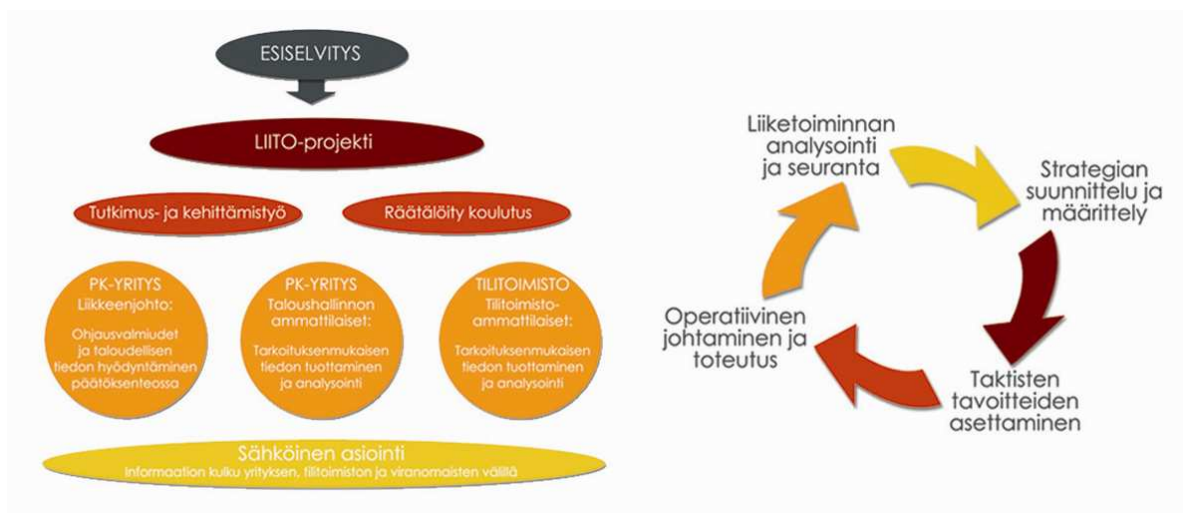 ESISELVITYS
LIITO-projekti
Tutkimus- ja kehittämistyö
Räätälöity koulutus
PK-YRITYS
Liikkeenjohto:
Ohjausvalmiudet
ja taloudellisen
tiedon hyödyntäminen
päätöksenteossa
PK-YRITYS
Taloushallinnon
ammattilaiset:
Tarkoituksenmukaisen
tiedon tuottaminen
ja analysointi
TILITOIMISTO
Tilitoimisto-
ammattilaiset:
Tarkoituksenmukaisen
tiedon tuottaminen
ja analysointi
Sähköinen asiointi
Informaation kulku yrityksen, tilitoimiston ja viranomaisten välillä
Liiketoiminnan
analysointi
ja seuranta
Strategian
suunnittelu ja
määrittely
Taktisten
tavoitteiden
asettaminen
Operatiivinen
johtaminen ja
toteutus